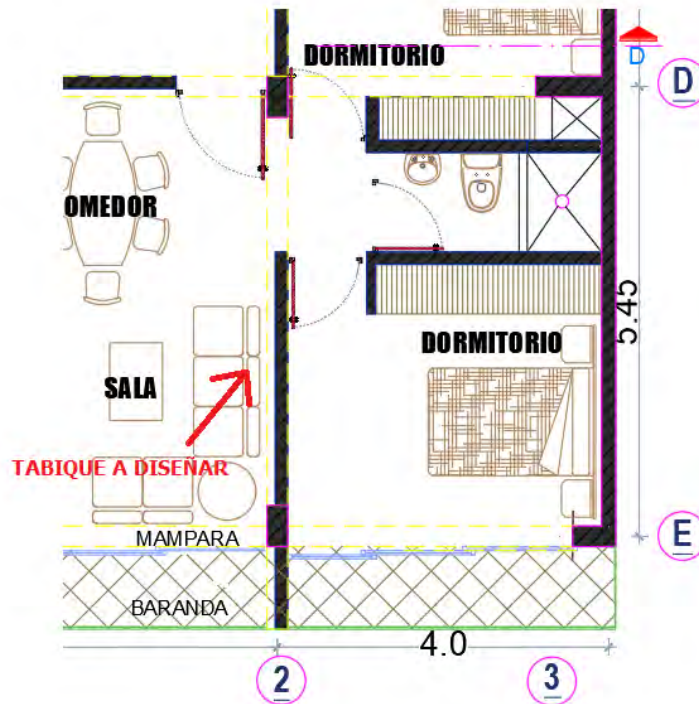 DORMITORIO
D
D
OMEDOR
5.45
DORMITORIO
SALA
TABIQUE A DISEÑAR
MAMPARA
E
BARANDA
4.0
2
3